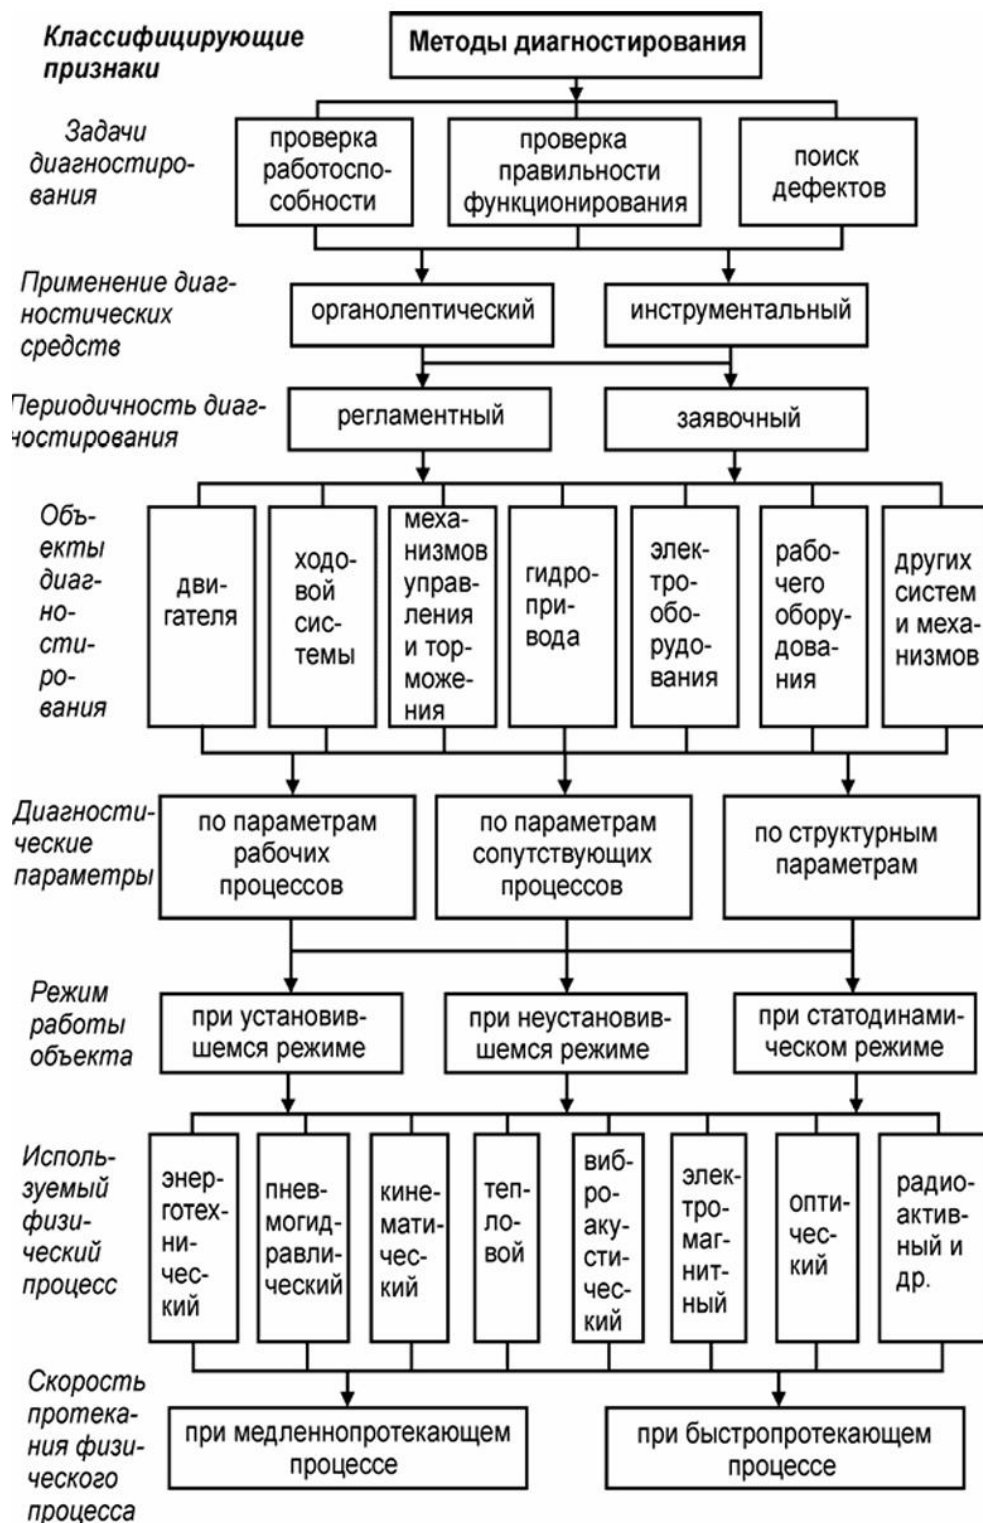 Классифицирующие
признаки
Методы диагностирования
Задачи
диагностиро-
вания
проверка
работоспо-
собности
проверка
правильности
функционирования
поиск
дефектов
Применение диаг-
ностических
средств
органолептический
инструментальный
Периодичность диаг-
ностирования
регламентный
заявочный
Объ-
екты
диаг-
но-
сти-
ро-
вания
дви-
гателя
ходо-
вой
сис-
темы
меха-
низмов
управ-
ления
и тор-
може-
ния
гидро-
при-
вода
элек-
тро-
обо-
рудо-
вания
рабо-
чего
обору-
дова-
ния
других
систем
и меха-
низмов
Диагности-
ческие
параметры
по параметрам
рабочих
процессов
по параметрам
сопутствующих
процессов
по структурным
параметрам
Режим
работы
объекта
при установив-
шемся режиме
при неустановив-
шемся режиме
при статодинами-
ческом режиме
Исполь-
зуемый
физи-
ческий
процесс
энер-
готех-
ни-
чес-
кий
пнев-
могид-
равли-
ческий
кине-
мати-
чес-
кий
теп-
ло-
вой
виб-
ро-
аку-
сти-
чес-
кий
элек-
тро-
маг-
нит-
ный
опти-
чес-
кий
радио-
актив-
ный и
др.
Скорость
протека-
ния физи-
ческого
процесса
при медленнопротекающем
процессе
при быстропротекающем
процессе